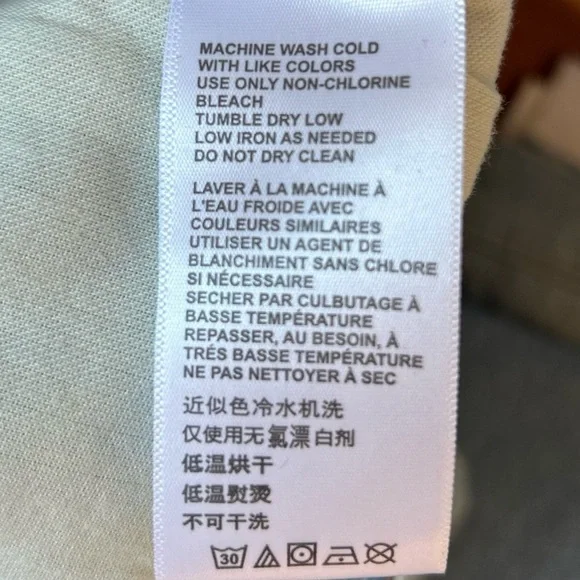 MACHINE WASH COLD
WITH LIKE COLORS
USE ONLY NON-CHLORINE
BLEACH
TUMBLE DRY LOW
LOW IRON AS NEEDED
DO NOT DRY CLEAN
LAVER À LA MACHINE À
L'EAU FROIDE AVEC
COULEURS SIMILAIRES
UTILISER UN AGENT DE
BLANCHIMENT SANS CHLORE
SI NÉCESSAIRE
SECHER PAR CULBUTAGE À
BASSE TEMPÉRATURE
REPASSER, AU BESOIN, À
TRÉS BASSE TEMPÉRATURE
NE PAS NETTOYER À SEC
近似色冷水机洗
仅使用无氯漂白剂
低温烘干
低温熨烫
不可干洗
30